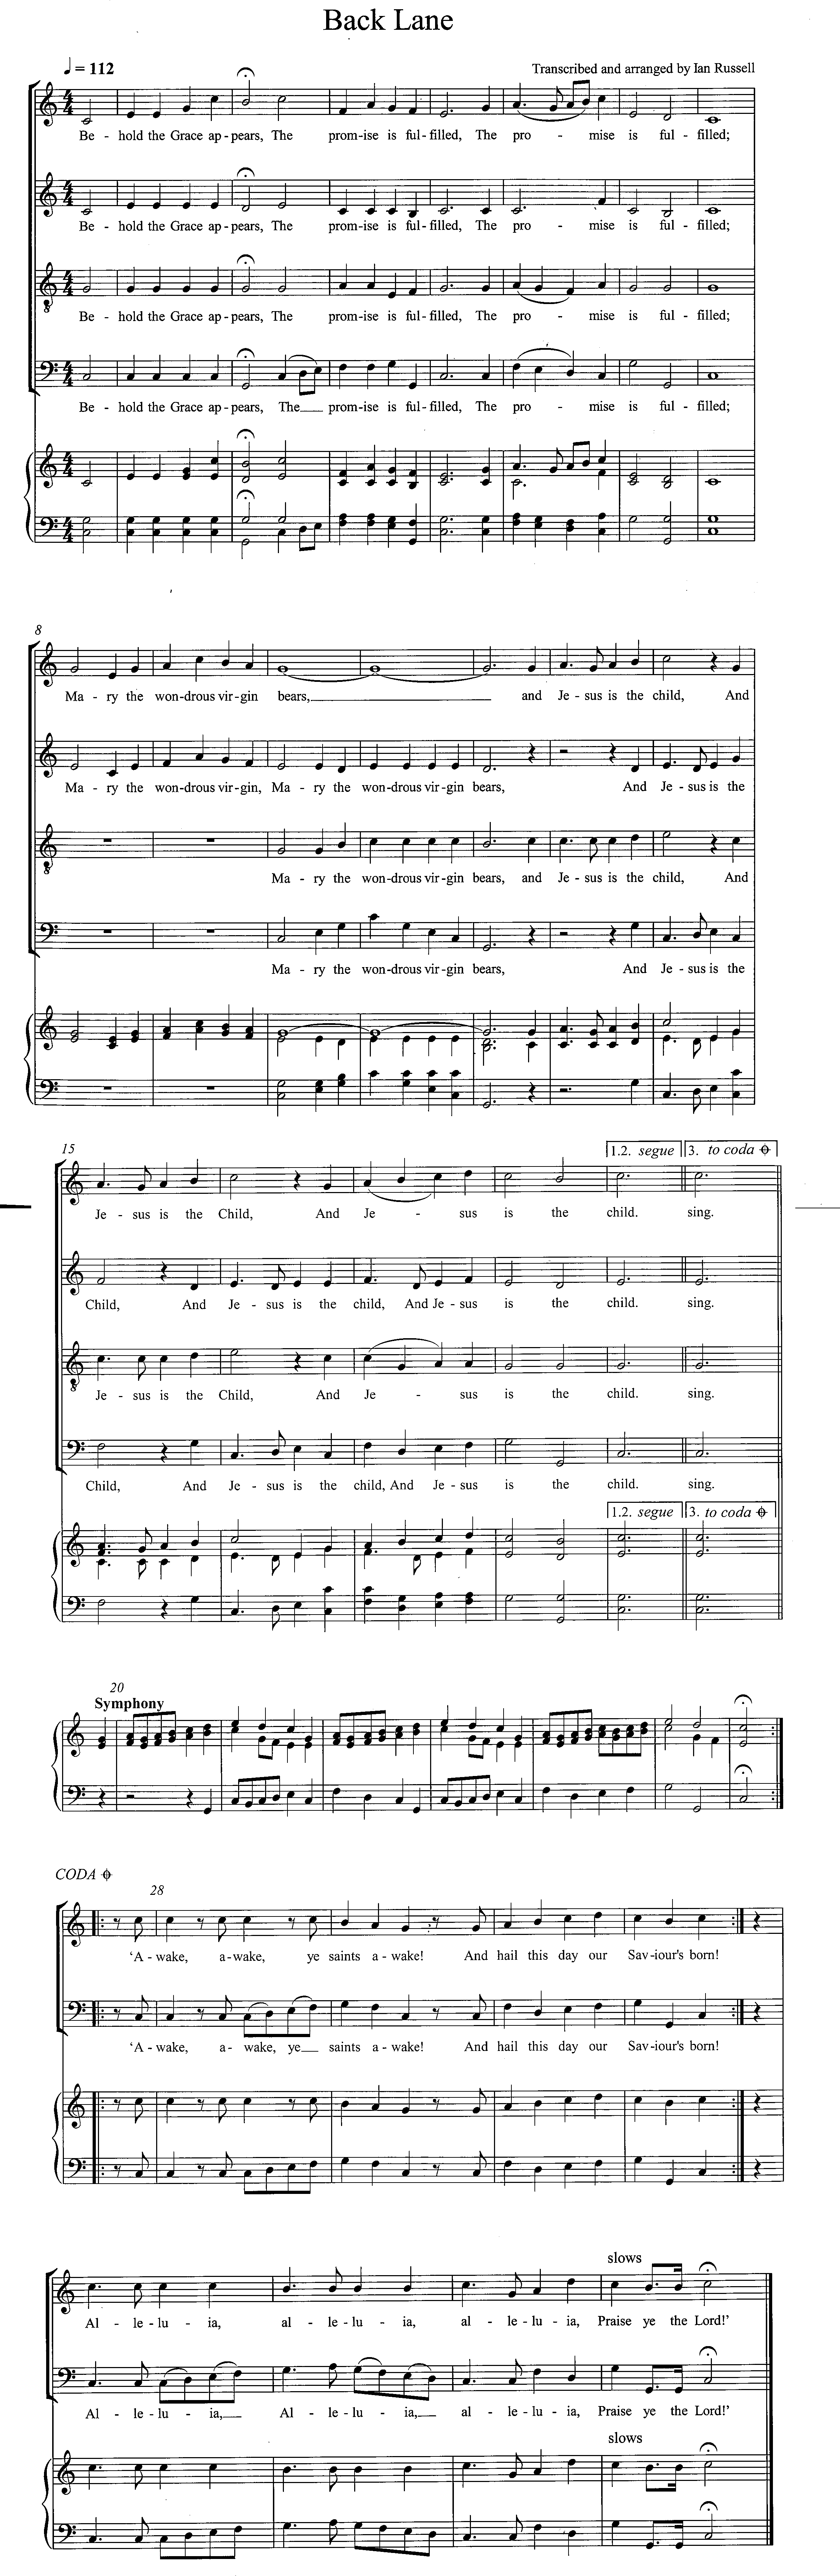 Back Lane
♩ = 112
Transcribed and arranged by Ian Russell
Be - hold the Grace ap - pears, The prom-ise is ful-filled, The pro - mise is ful - filled;
Be - hold the Grace ap - pears, The prom-ise is ful-filled, The pro - mise is ful - filled;
Be - hold the Grace ap - pears, The prom-ise is ful-filled, The pro - mise is ful - filled;
Be - hold the Grace ap - pears, The prom-ise is ful-filled, The pro - mise is ful - filled;
8
Ma - ry the won-drous vir-gin bears, and Je - sus is the child, And
Ma - ry the won-drous vir-gin, Ma - ry the won-drous vir-gin bears, And Je - sus is the
Ma - ry the won-drous vir-gin bears, and Je - sus is the child, And
Ma - ry the won-drous vir-gin bears, And Je - sus is the
15
1.2. segue 3. to coda
Je - sus is the Child, And Je - sus is the child. sing.
Child, And Je - sus is the child, And Je - sus is the child. sing.
Je - sus is the Child, And Je - sus is the child. sing.
Child, And Je - sus is the child, And Je - sus is the child. sing.
1.2. segue 3. to coda
20
Symphony
CODA
28
‘A - wake, a - wake, ye saints a - wake! And hail this day our Sav-iour's born!
‘A - wake, a - wake, ye saints a - wake! And hail this day our Sav-iour's born!
slows
Al - le - lu - ia, al - le - lu - ia, al - le - lu - ia, Praise ye the Lord!’
Al - le - lu - ia, Al - le - lu - ia, al - le - lu - ia, Praise ye the Lord!’
slows